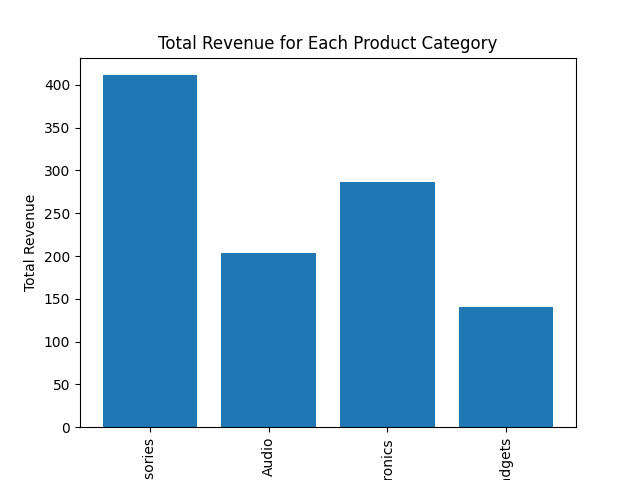 Total Revenue for Each Product Category
400
350
300
250
200
150
100
50
0
Total Revenue
sories
Audio
ronics
dgets